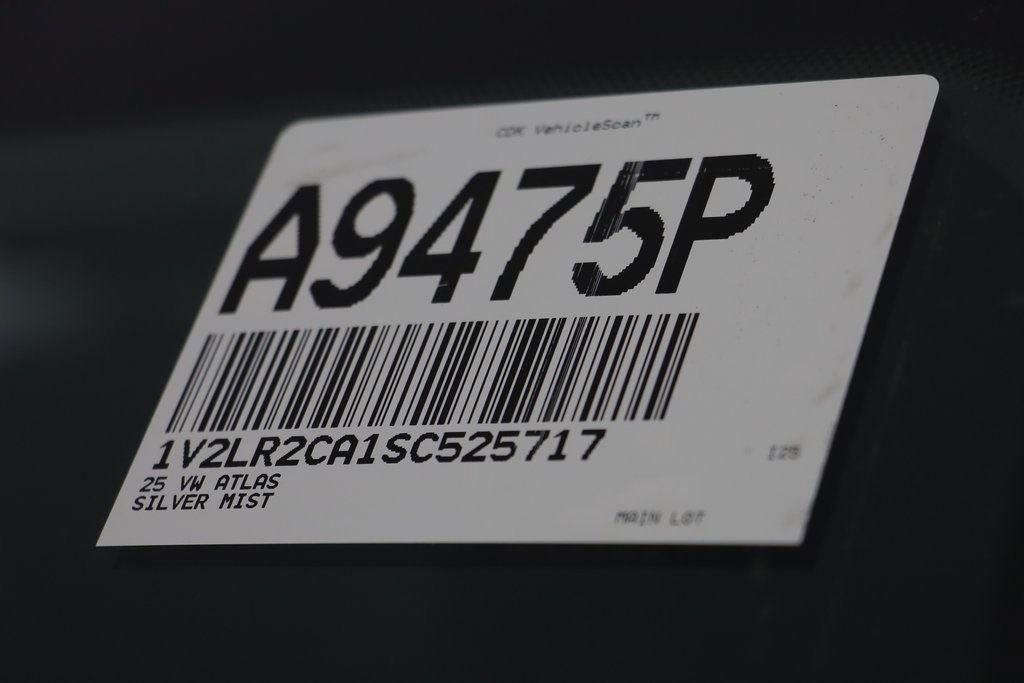 CDK VehicleScan™
A9475P
1V2LR2CA1SC525717
25 VW ATLAS
SILVER MIST
128
MAIN LOT